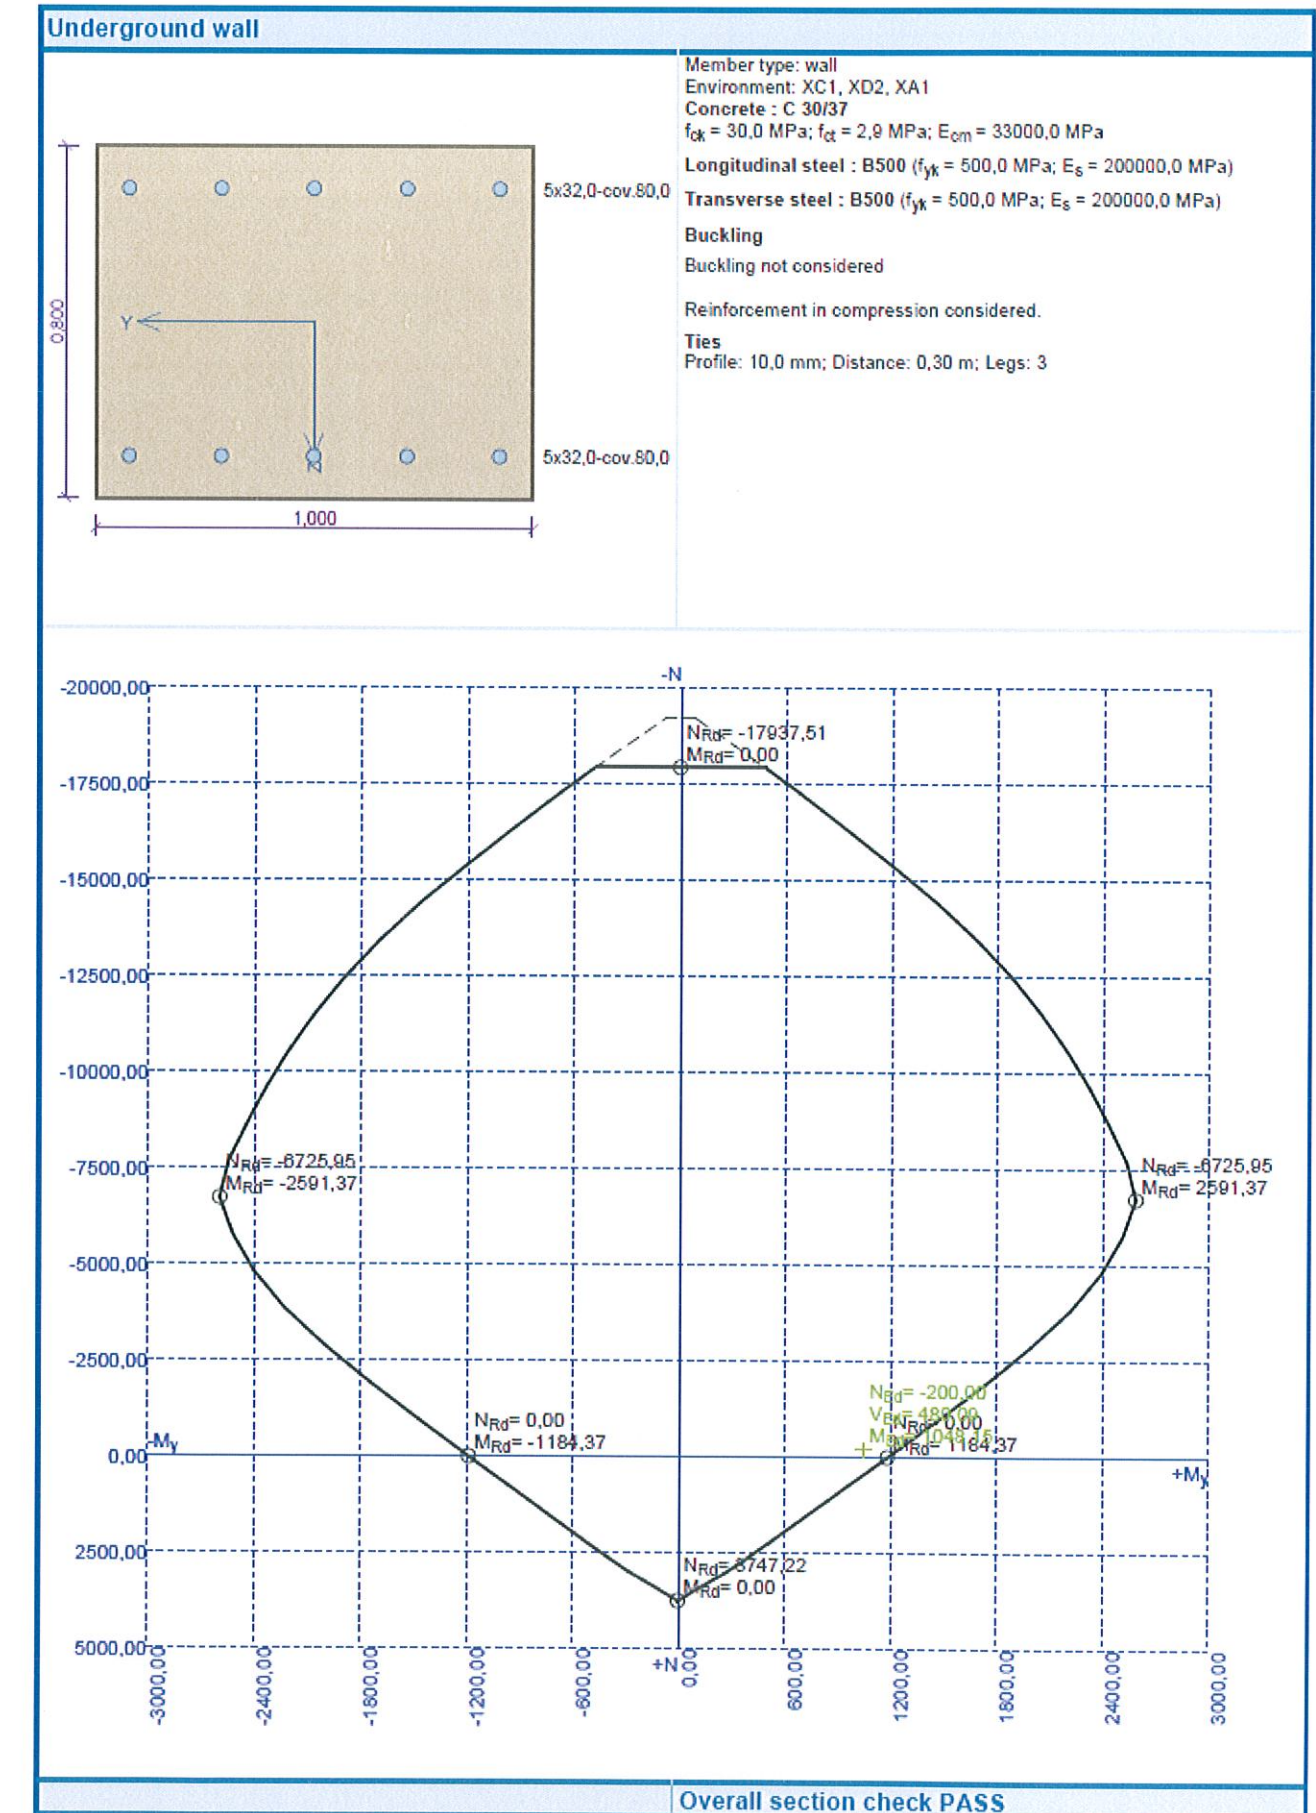 Underground wall
Member type: wall
Environment: XC1, XD2, XA1
Concrete : C 30/37
fck = 30,0 MPa; fct = 2,9 MPa; Ecm = 33000,0 MPa
Longitudinal steel : B500 (fyk = 500,0 MPa; Es = 200000,0 MPa)
Transverse steel : B500 (fyk = 500,0 MPa; Es = 200000,0 MPa)
Buckling
Buckling not considered
Reinforcement in compression considered.
Ties
Profile: 10,0 mm; Distance: 0,30 m; Legs: 3
5x32,0-cov.80,0
0,800
Y
Z
5x32,0-cov.80,0
1,000
-N
-20000,00
NRd= -17937,51
MRd= 0,00
-17500,00
-15000,00
-12500,00
-10000,00
-7500,00
NRd= -6725,95
MRd= -2591,37
NRd= -6725,95
MRd= 2591,37
-5000,00
-2500,00
NEd= -200,00
VEd= 489,00
MEd= 1048,15
NRd= 0,00
MRd= -1184,37
NRd= 0,00
MRd= 1184,37
-My
0,00
+My
2500,00
NRd= 3747,22
MRd= 0,00
5000,00
+N
-3000,00
-2400,00
-1800,00
-1200,00
-600,00
0,00
600,00
1200,00
1800,00
2400,00
3000,00
Overall section check PASS